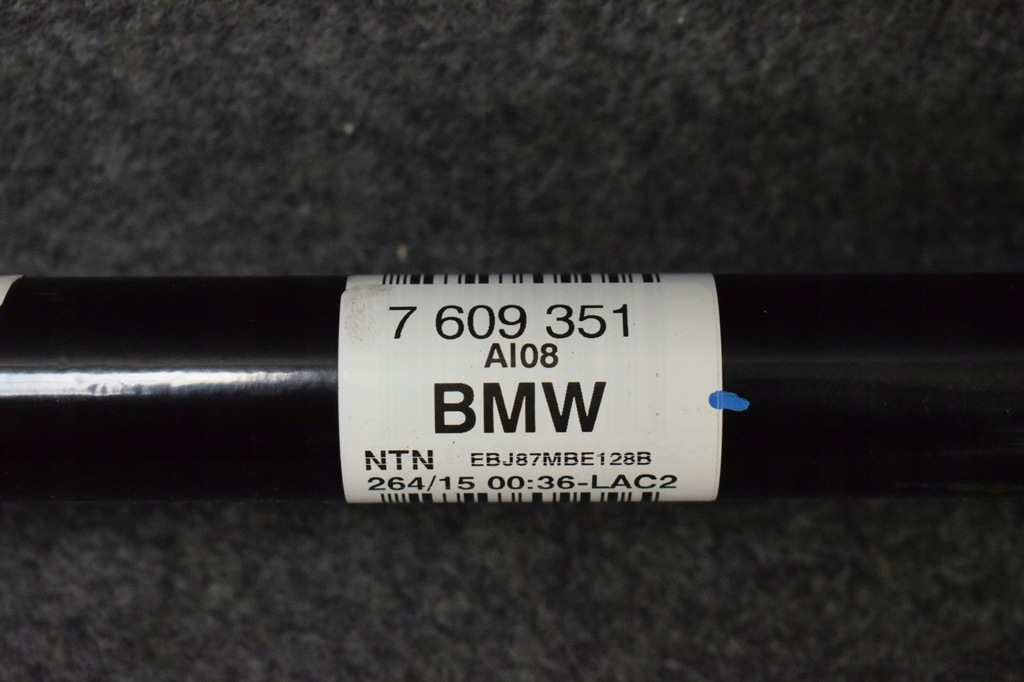 7 609 351
AI08
BMW
NTN EBJ87MBE128B
264/15 00:36-LAC2